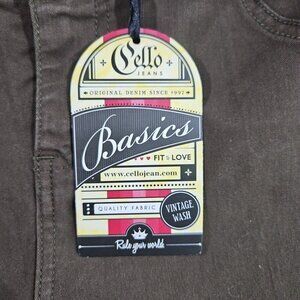 Cello
JEANS
ORIGINAL DENIM SINCE 1997
Basics
FIT & LOVE
www.cellojean.com
QUALITY FABRIC
VINTAGE
WASH
Rule your world